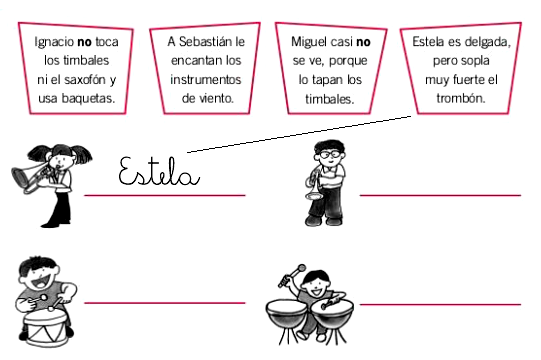 Ignacio no toca
los timbales
ni el saxofón y
usa baquetas.
A Sebastián le
encantan los
instrumentos
de viento.
Miguel casi no
se ve, porque
lo tapan los
timbales.
Estela es delgada,
pero sopla
muy fuerte el
trombón.
Estela